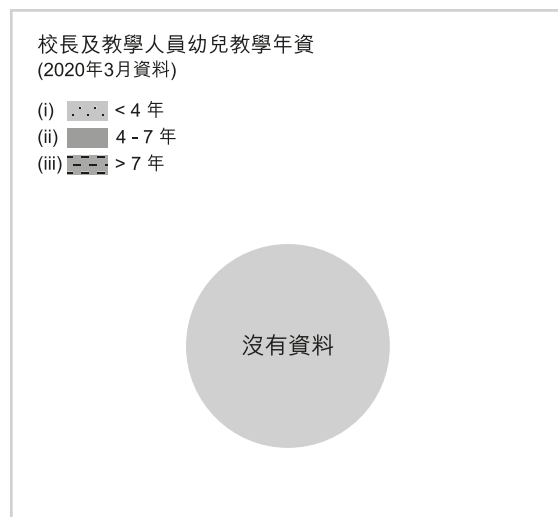 校長及教學人員幼兒教學年資
(2020年3月資料)
(i) < 4 年
(ii) 4 - 7 年
(iii) > 7 年
沒有資料